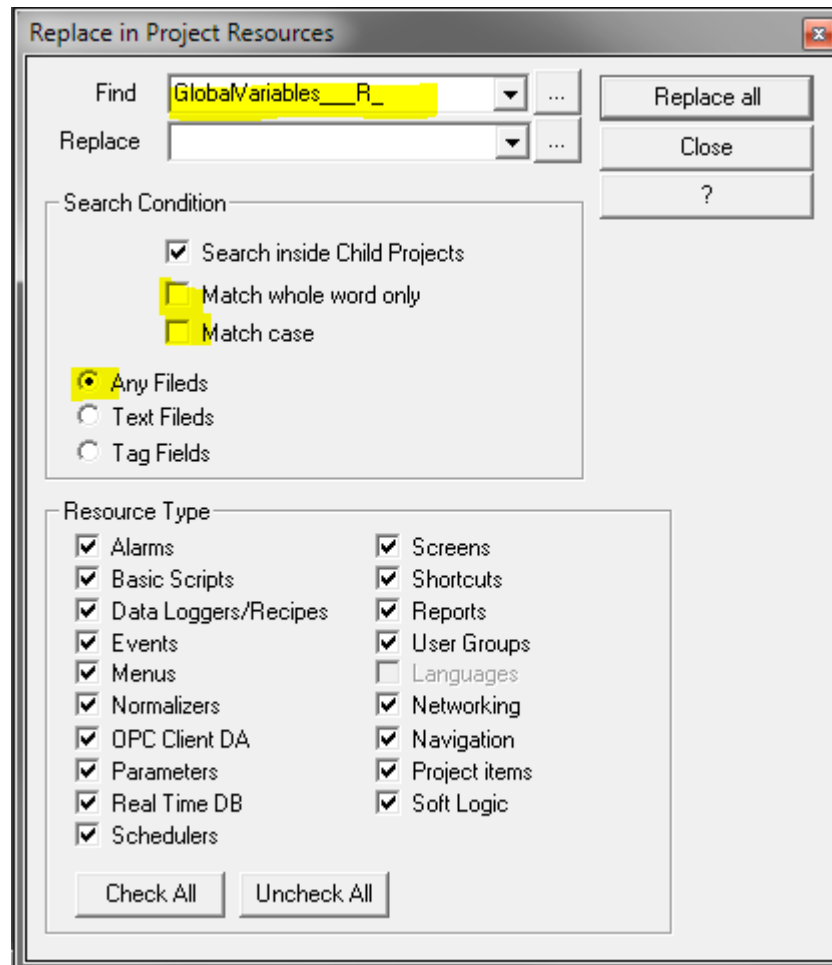 Replace in Project Resources
Find GlobalVariables___R_ ... Replace all
Replace ... Close
?
Search Condition
Search inside Child Projects
Match whole word only
Match case
Any Fileds
Text Fileds
Tag Fields
Resource Type
Alarms Screens
Basic Scripts Shortcuts
Data Loggers/Recipes Reports
Events User Groups
Menus Languages
Normalizers Networking
OPC Client DA Navigation
Parameters Project items
Real Time DB Soft Logic
Schedulers
Check All Uncheck All